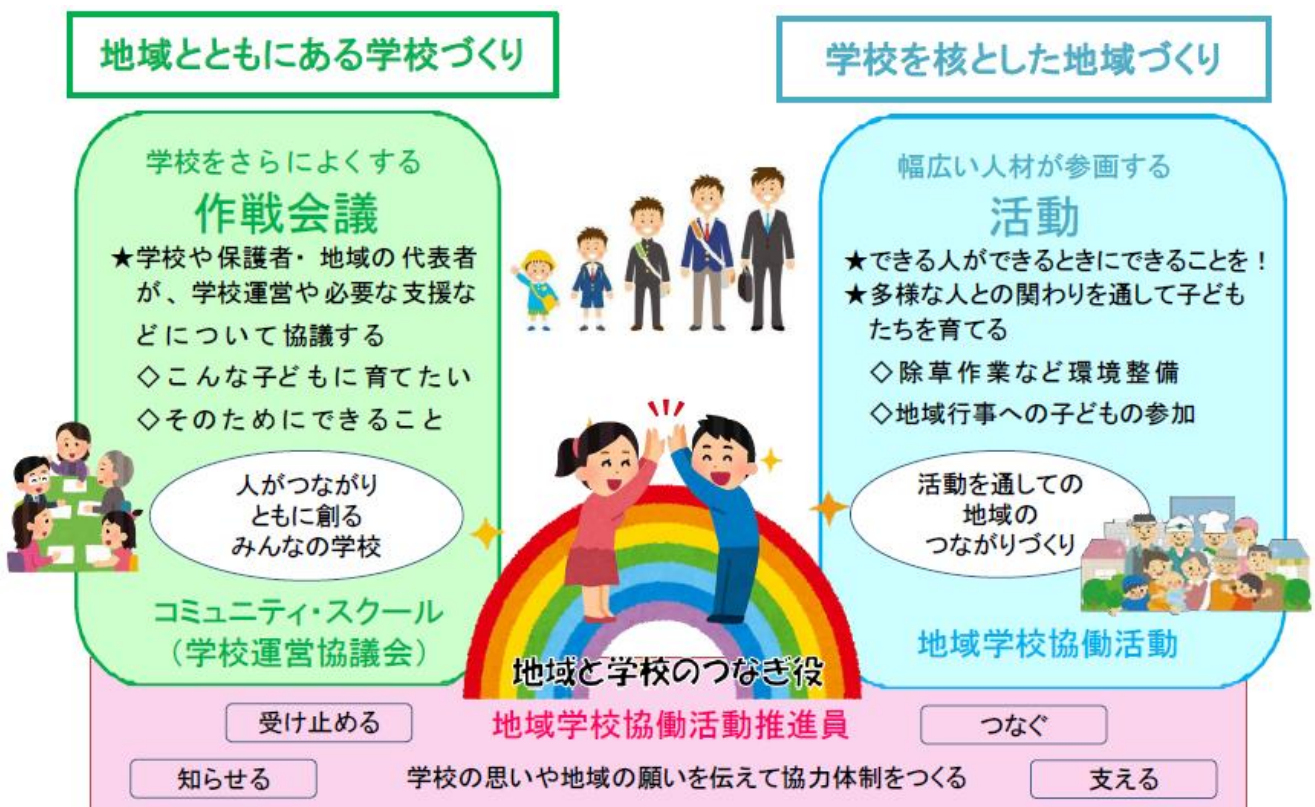 地域とともにある学校づくり
学校をさらによくする
作戦会議
★学校や保護者・地域の代表者
が、学校運営や必要な支援な
どについて協議する
◇こんな子どもに育てたい
◇そのためにできること
人がつながり
ともに創る
みんなの学校
コミュニティ・スクール
(学校運営協議会)
学校を核とした地域づくり
幅広い人材が参画する
活動
★できる人ができるときにできることを!
★多様な人との関わりを通して子ども
たちを育てる
◇除草作業など環境整備
◇地域行事への子どもの参加
活動を通しての
地域の
つながりづくり
地域学校協働活動
地域と学校のつなぎ役
地域学校協働活動推進員
受け止める
つなぐ
知らせる
学校の思いや地域の願いを伝えて協力体制をつくる
支える